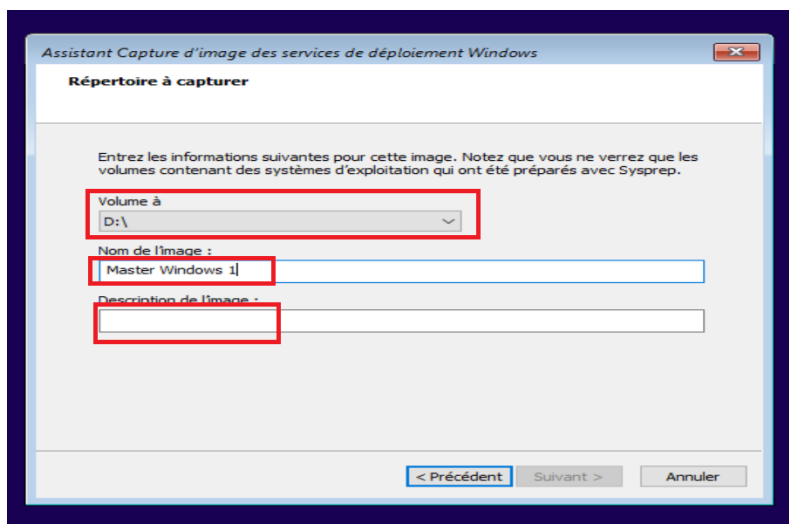 Assistant Capture d'image des services de déploiement Windows
Répertoire à capturer
Entrez les informations suivantes pour cette image. Notez que vous ne verrez que les
volumes contenant des systèmes d'exploitation qui ont été préparés avec Sysprep.
Volume à
D:\
Nom de l'image :
Master Windows 1
Description de l'image :
< Précédent
Suivant >
Annuler